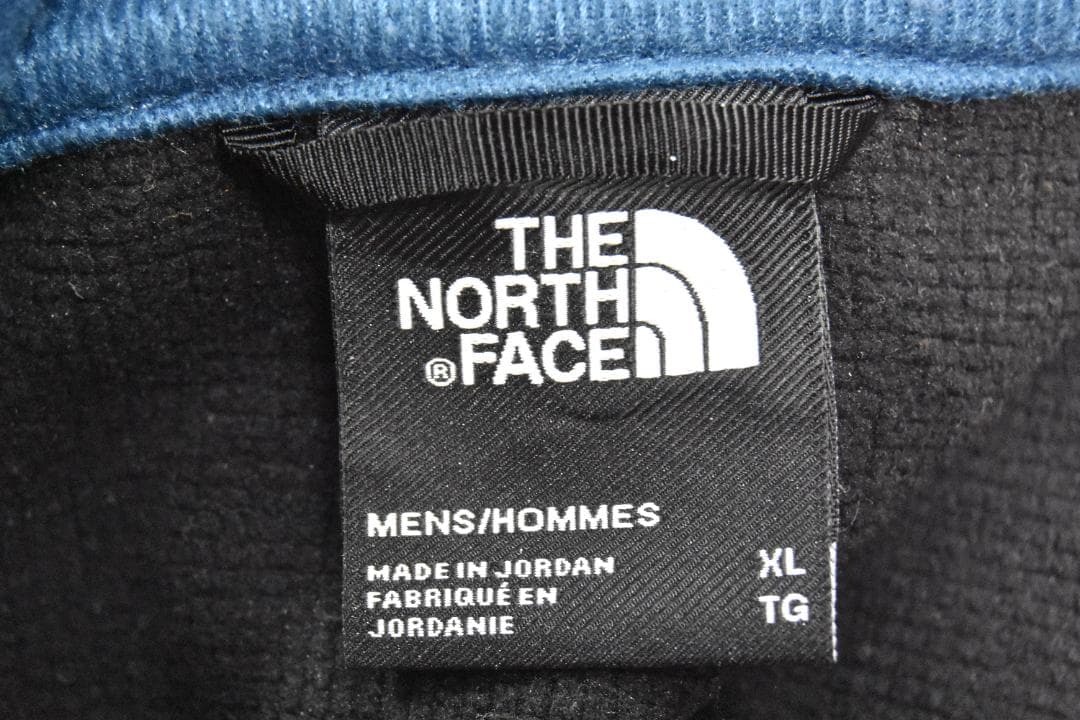 THE
NORTH
®FACE
MENS/HOMMES
MADE IN JORDAN XL
FABRIQUÉ EN TG
JORDANIE